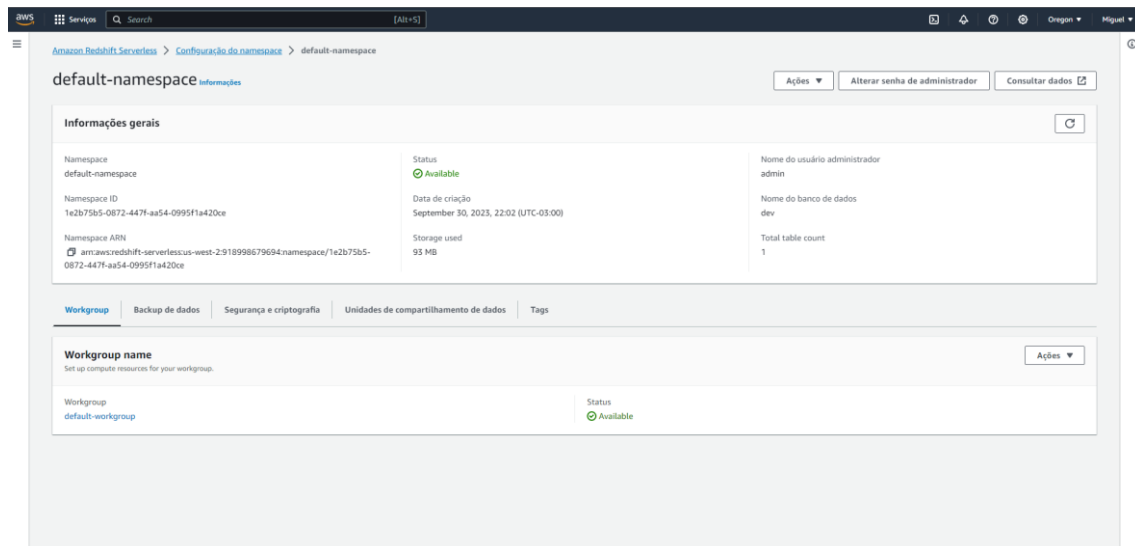 aws
Serviços
Search
[Alt+S]
Oregon ▼
Miguel ▼
Amazon Redshift Serverless > Configuração do namespace > default-namespace
default-namespace Informações
Ações ▼
Alterar senha de administrador
Consultar dados
Informações gerais
Namespace
default-namespace
Status
Available
Nome do usuário administrador
admin
Namespace ID
1e2b75b5-0872-447f-aa54-0995f1a420ce
Data de criação
September 30, 2023, 22:02 (UTC-03:00)
Nome do banco de dados
dev
Namespace ARN
arn:aws:redshift-serverless:us-west-2:918998679694:namespace/1e2b75b5-
0872-447f-aa54-0995f1a420ce
Storage used
93 MB
Total table count
1
Workgroup
Backup de dados
Segurança e criptografia
Unidades de compartilhamento de dados
Tags
Workgroup name
Set up compute resources for your workgroup.
Ações ▼
Workgroup
default-workgroup
Status
Available